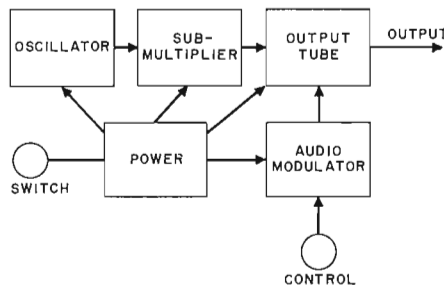 OSCILLATOR
SUB-
MULTIPLIER
OUTPUT
TUBE
OUTPUT
POWER
AUDIO
MODULATOR
SWITCH
CONTROL